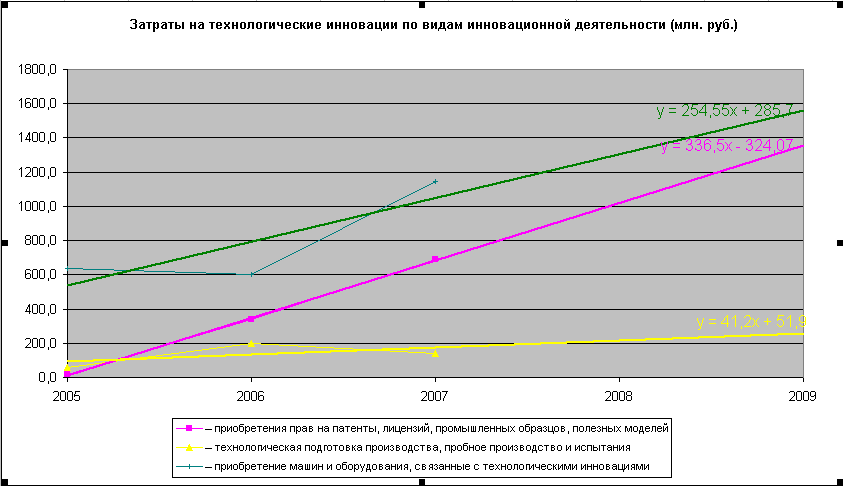 Затраты на технологические инновации по видам инновационной деятельности (млн. руб.)
1800,0
1600,0
1400,0
1200,0
1000,0
800,0
600,0
400,0
200,0
0,0
y = 254,55x + 285,7
y = 336,5x - 324,07
y = 41,2x + 51,9
2005 2006 2007 2008 2009
– приобретения прав на патенты, лицензий, промышленных образцов, полезных моделей
– технологическая подготовка производства, пробное производство и испытания
– приобретение машин и оборудования, связанные с технологическими инновациями